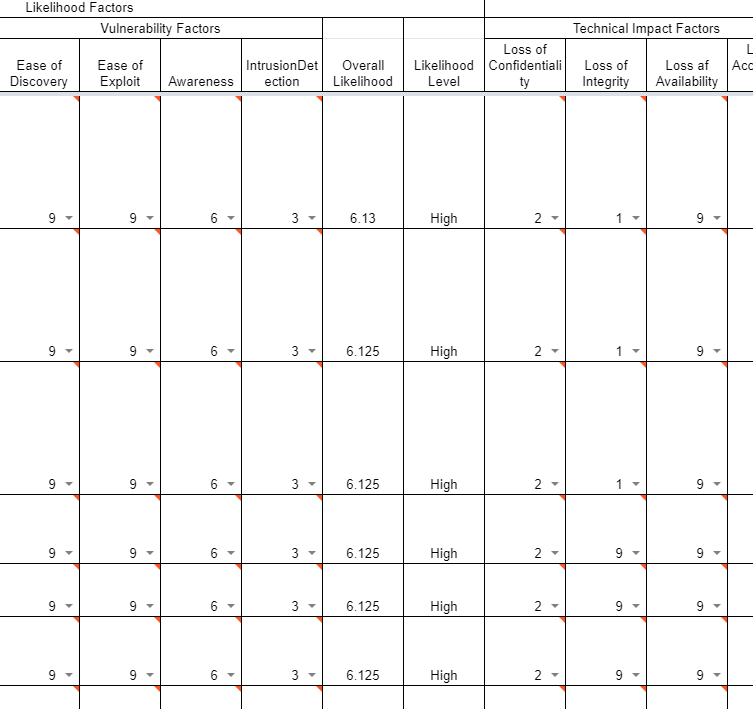 Likelihood Factors
Vulnerability Factors Technical Impact Factors
Ease of Discovery Ease of Exploit Awareness IntrusionDetection Overall Likelihood Likelihood Level Loss of Confidentiality Loss of Integrity Loss af Availability L Acc
9 9 6 3 6.13 High 2 1 9
9 9 6 3 6.125 High 2 1 9
9 9 6 3 6.125 High 2 1 9
9 9 6 3 6.125 High 2 9 9
9 9 6 3 6.125 High 2 9 9
9 9 6 3 6.125 High 2 9 9